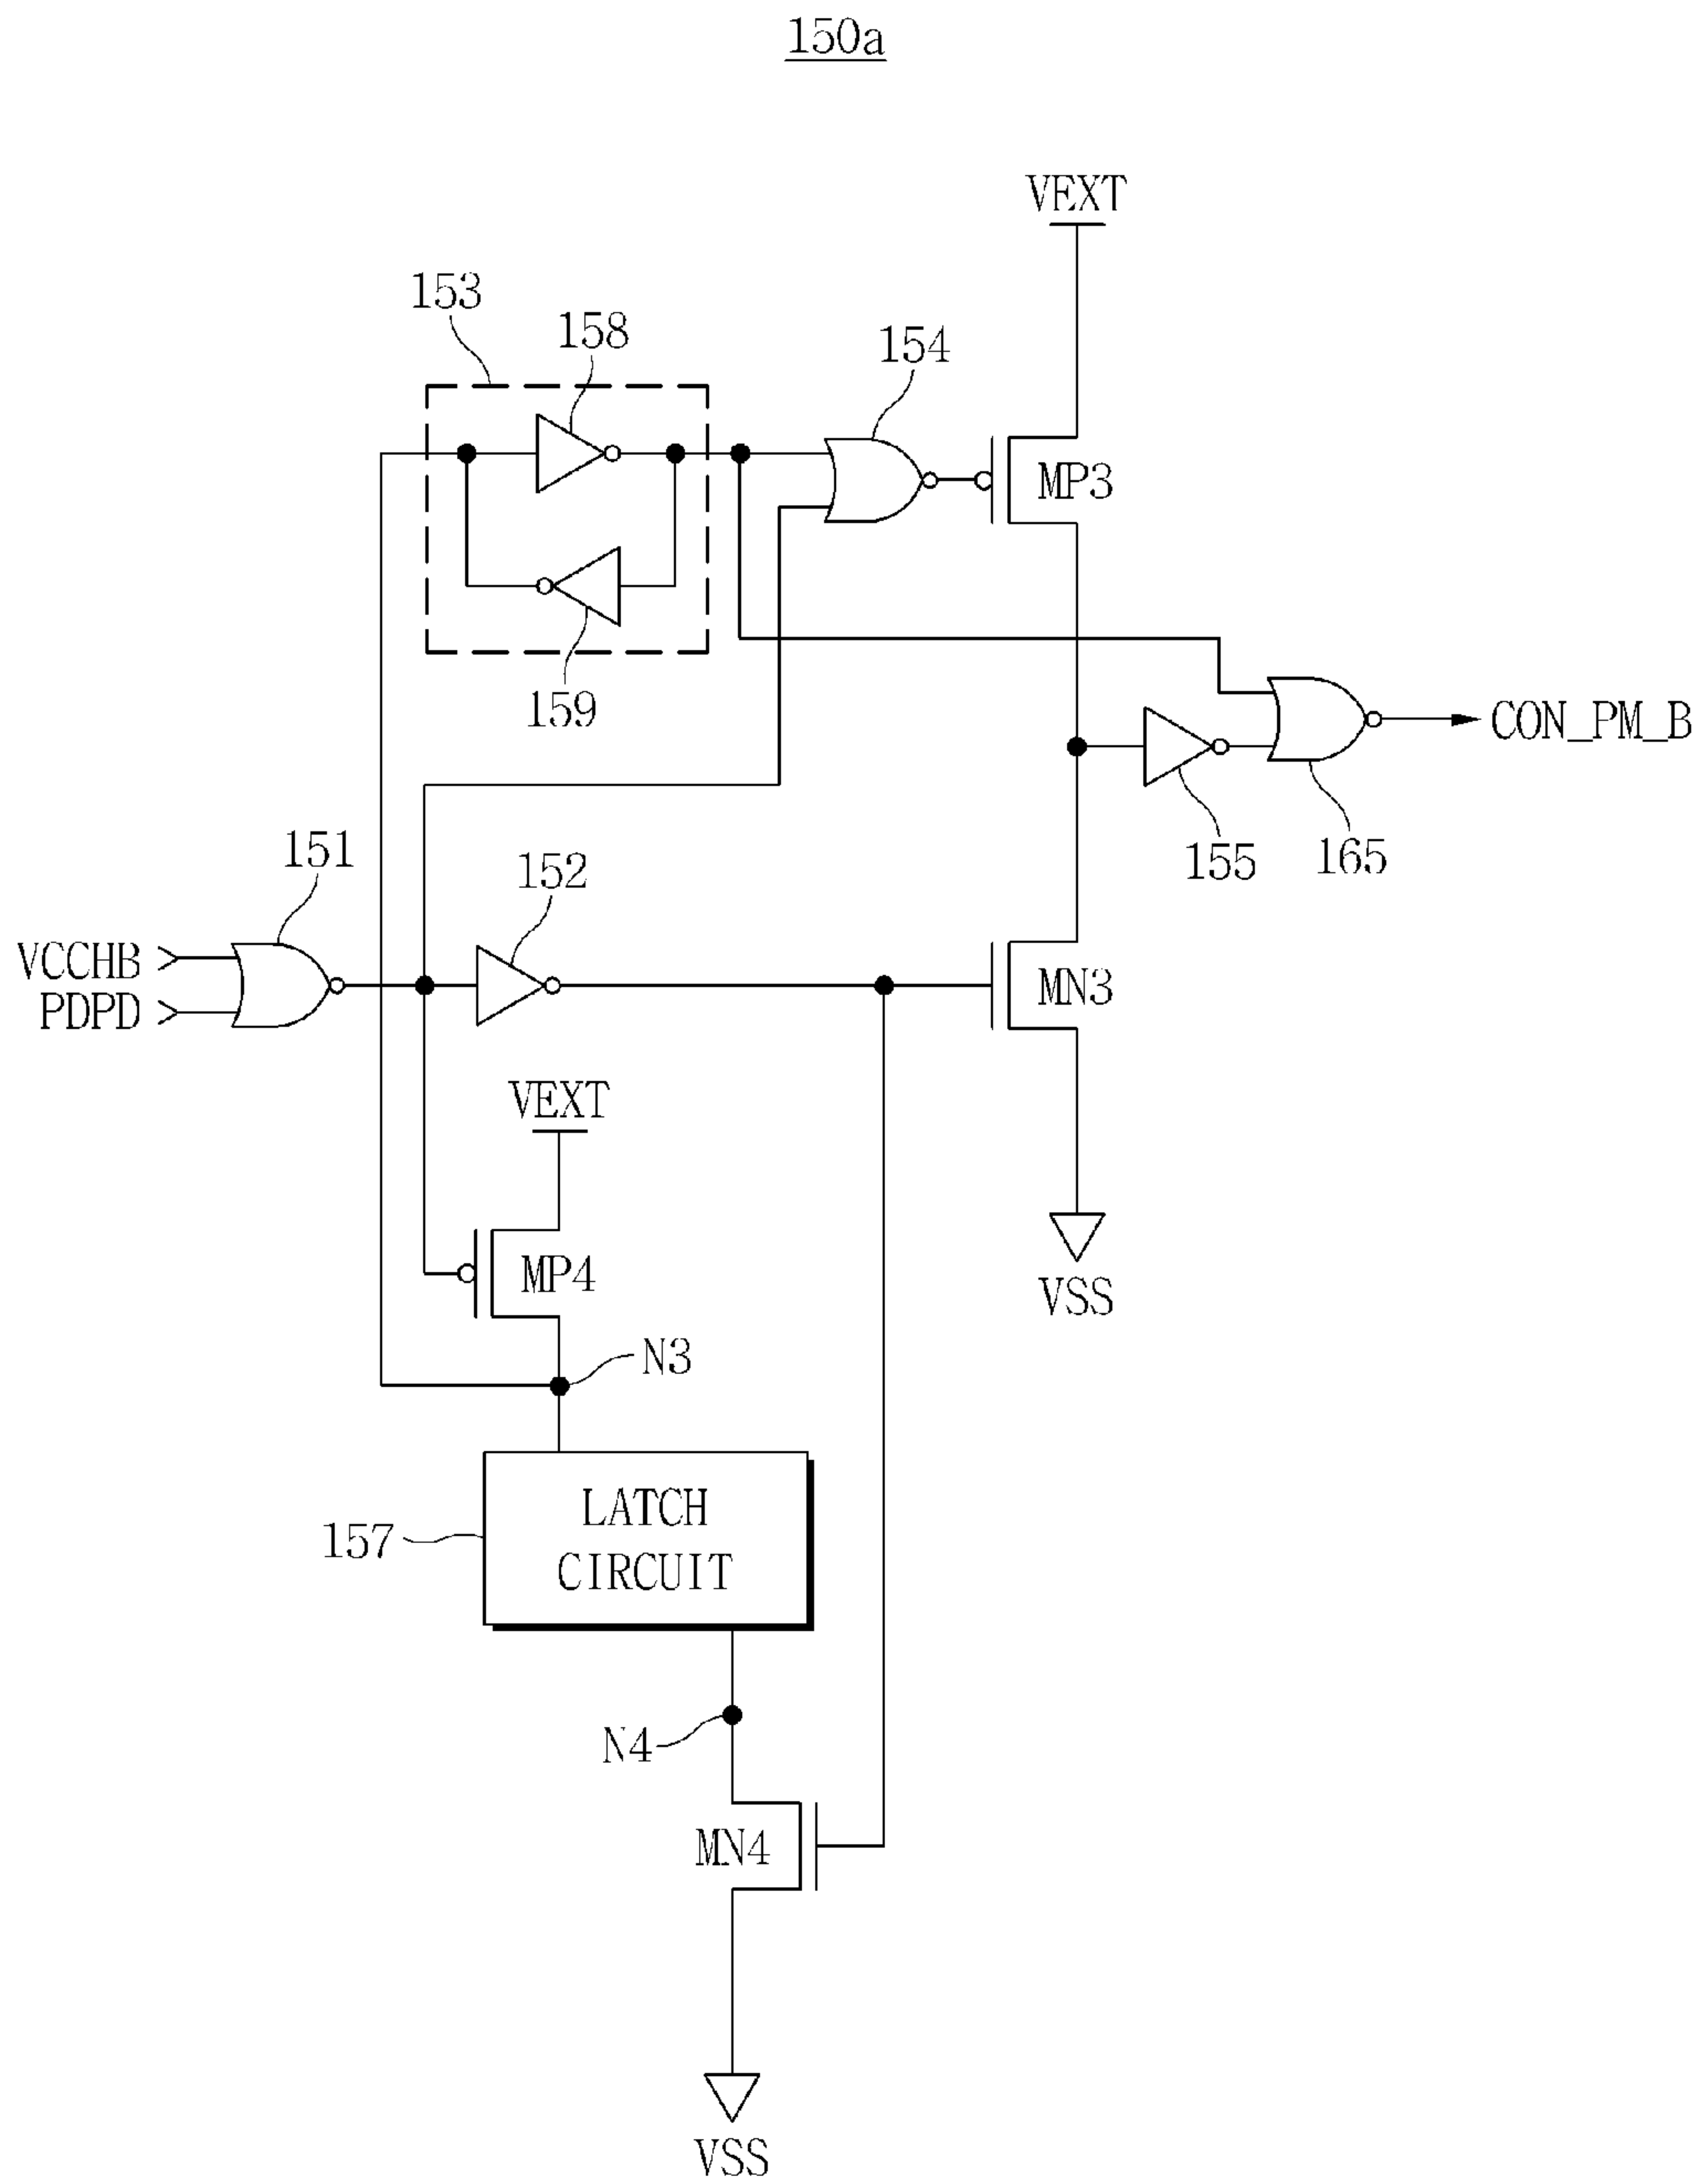 150a
VEXT
153
158
154
MP3
159
CON_PM_B
155
165
151
152
VCCHB
PDPD
MN3
VEXT
MP4
VSS
N3
LATCH
CIRCUIT
157
N4
MN4
VSS